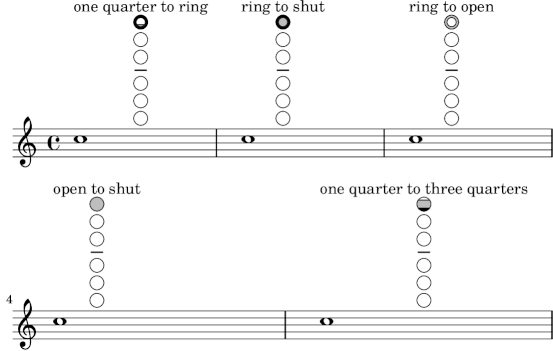 one quarter to ring ring to shut ring to open
open to shut one quarter to three quarters
4